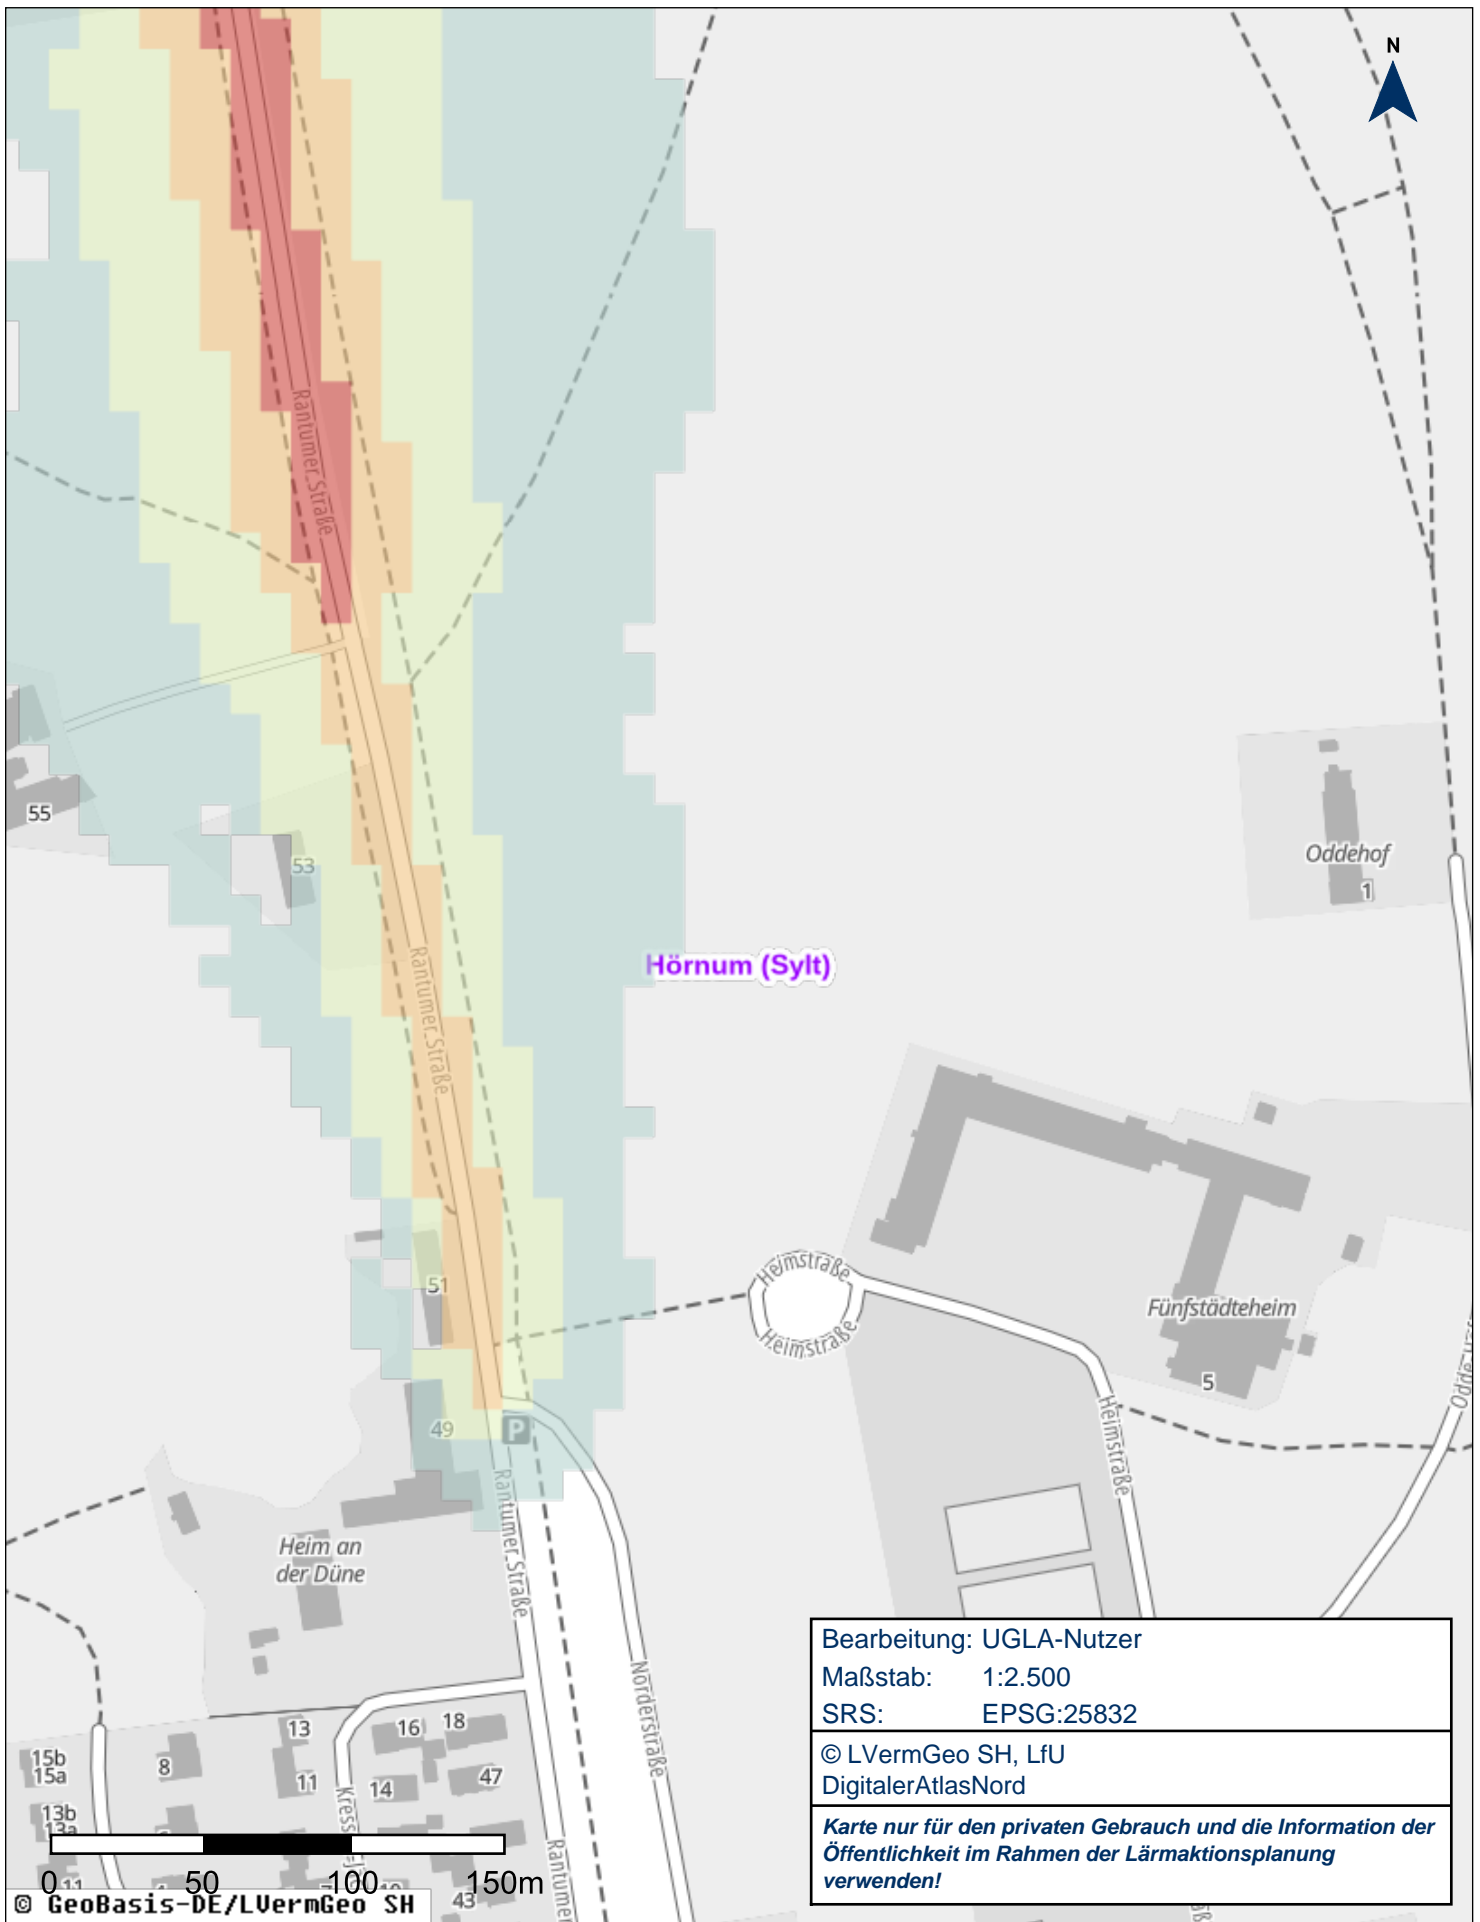 N
Rantumer Straße
55
53
Oddehof
1
Rantumer Straße
Hörnum (Sylt)
51
Heimstraße
Heimstraße
Fünfstädteheim
5
49
P
Heimstraße
Rantumer Straße
Heim an
der Düne
Norderstraße
13
16
18
15b
15a
8
11
14
47
13b
13a
Rantumer
11
43
0 50 100 150m
© GeoBasis-DE/LVermGeo SH
Bearbeitung: UGLA-Nutzer
Maßstab: 1:2.500
SRS: EPSG:25832
© LVermGeo SH, LfU
DigitalerAtlasNord
Karte nur für den privaten Gebrauch und die Information der
Öffentlichkeit im Rahmen der Lärmaktionsplanung
verwenden!